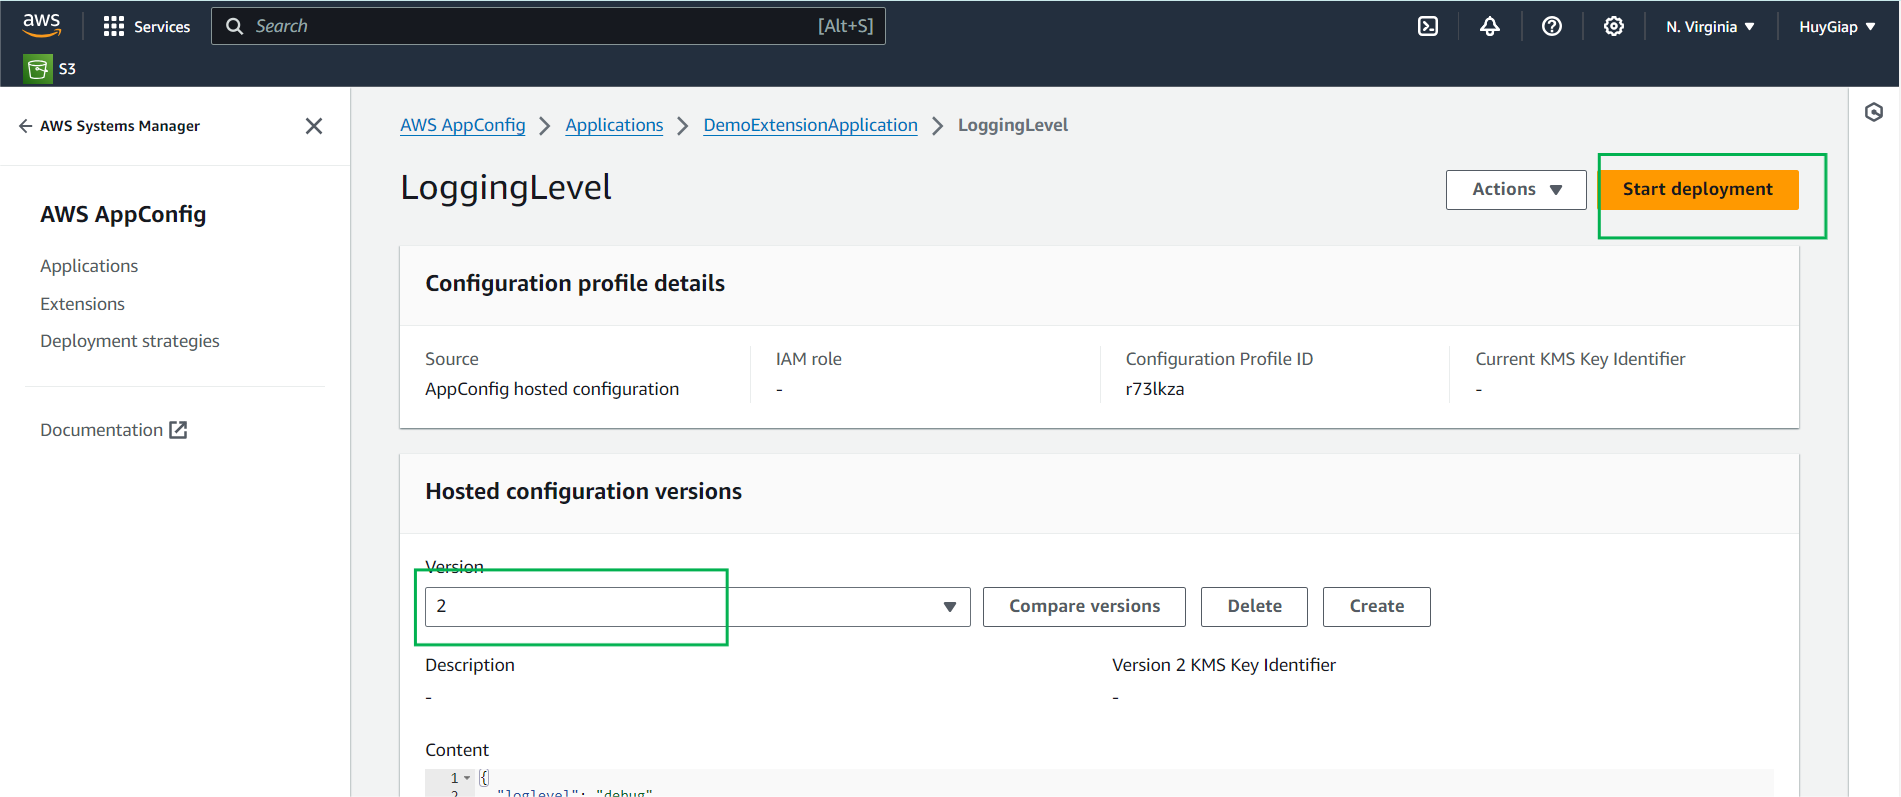 aws Services Search [Alt+S] N. Virginia HuyGiap
S3
AWS Systems Manager
AWS AppConfig
Applications
Extensions
Deployment strategies
Documentation
AWS AppConfig Applications DemoExtensionApplication LoggingLevel
LoggingLevel
Actions Start deployment
Configuration profile details
Source IAM role Configuration Profile ID Current KMS Key Identifier
AppConfig hosted configuration - r73lkza -
Hosted configuration versions
Version
2 Compare versions Delete Create
Description Version 2 KMS Key Identifier
- -
Content
1 {
2 "loglevel": "debug"